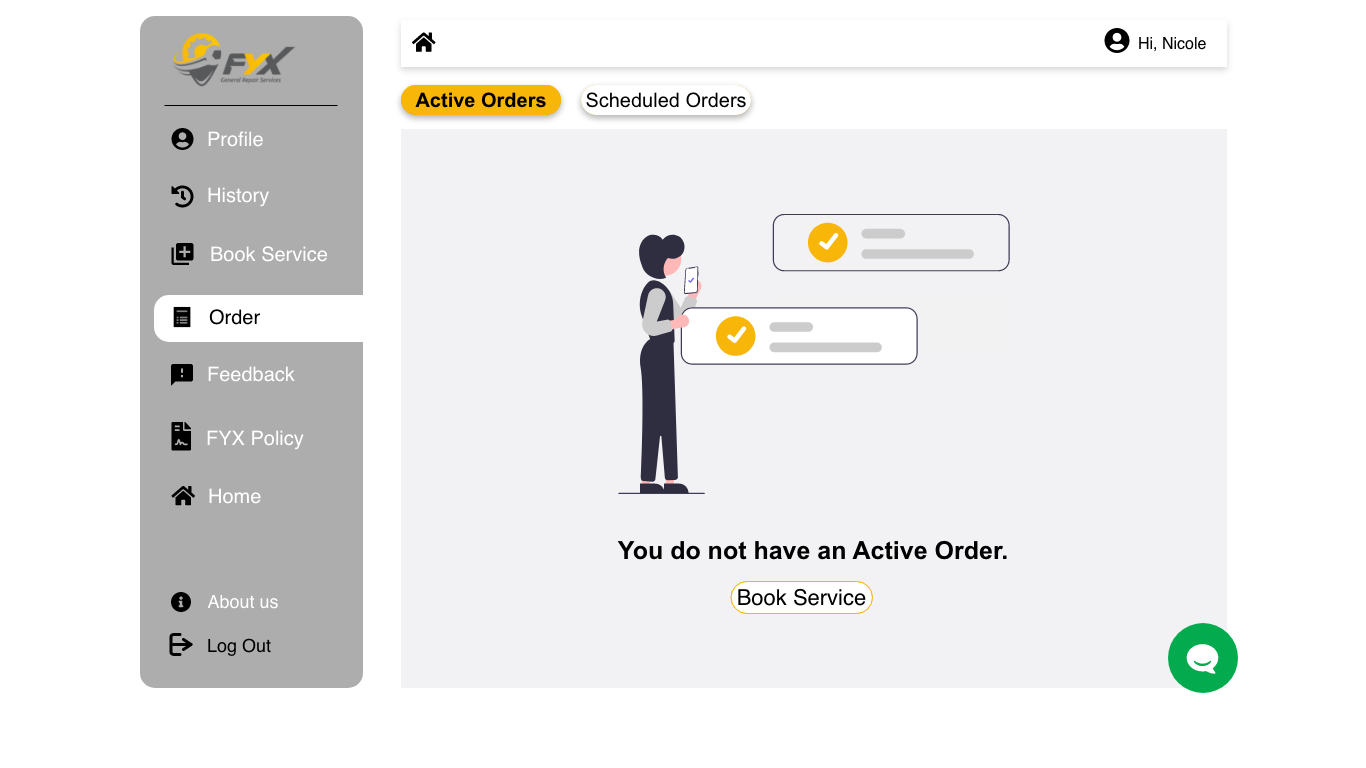 FYX
General Repair Services
Profile
History
Book Service
Order
Feedback
FYX Policy
Home
About us
Log Out
Hi, Nicole
Active Orders
Scheduled Orders
You do not have an Active Order.
Book Service